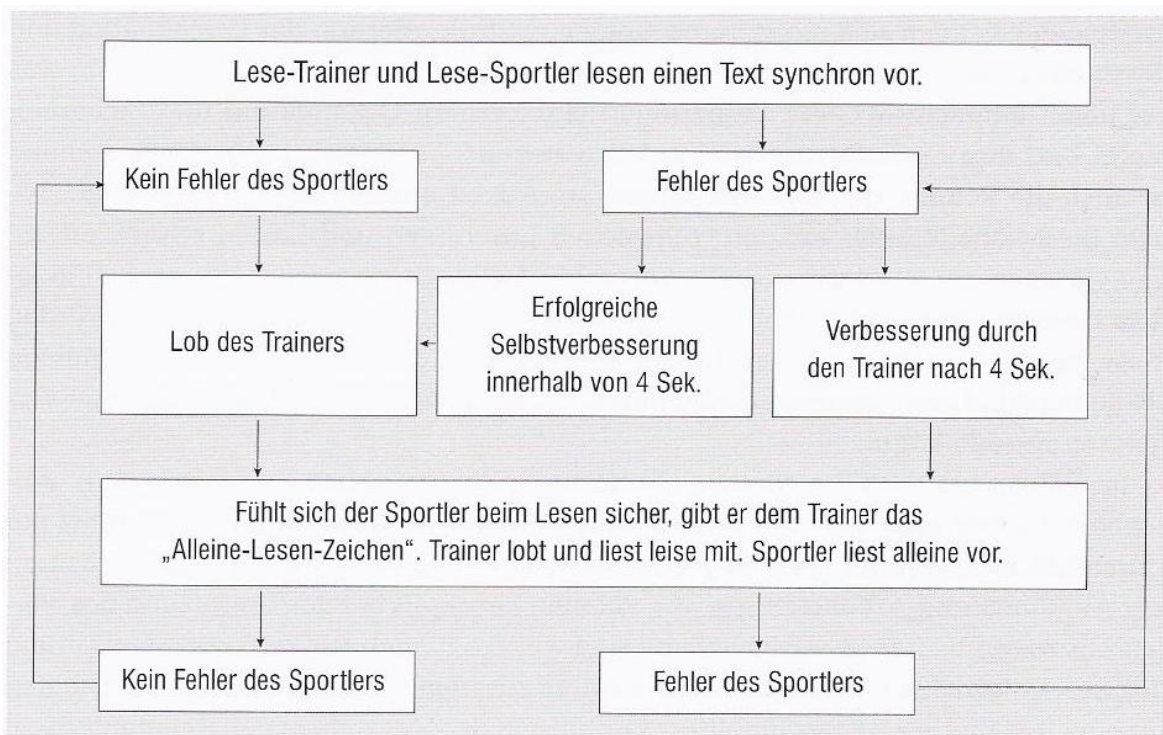 Lese-Trainer und Lese-Sportler lesen einen Text synchron vor.
Kein Fehler des Sportlers
Fehler des Sportlers
Lob des Trainers
Erfolgreiche
Selbstverbesserung
innerhalb von 4 Sek.
Verbesserung durch
den Trainer nach 4 Sek.
Fühlt sich der Sportler beim Lesen sicher, gibt er dem Trainer das
„Alleine-Lesen-Zeichen“. Trainer lobt und liest leise mit. Sportler liest alleine vor.
Kein Fehler des Sportlers
Fehler des Sportlers